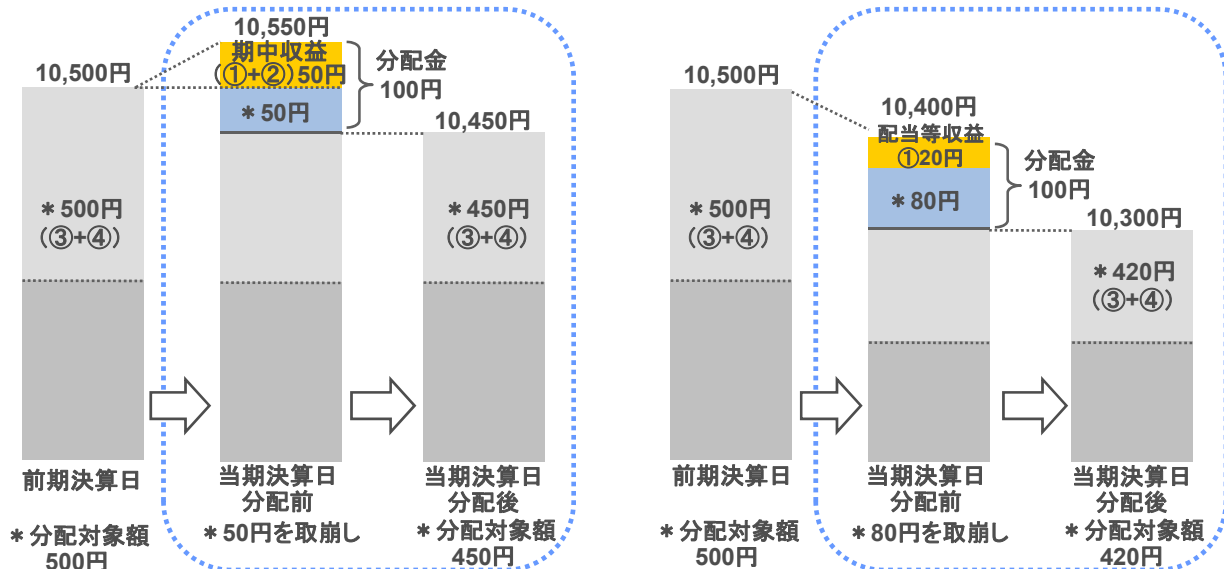 10,550円
期中収益
(①+②)50円
分配金
100円
10,500円
＊50円
10,450円
＊500円
(③+④)
＊450円
(③+④)
前期決算日
当期決算日
分配前
当期決算日
分配後
＊分配対象額
500円
＊50円を取崩し
＊分配対象額
450円
10,500円
10,400円
配当等収益
①20円
分配金
100円
＊80円
10,300円
＊500円
(③+④)
＊420円
(③+④)
前期決算日
当期決算日
分配前
当期決算日
分配後
＊分配対象額
500円
＊80円を取崩し
＊分配対象額
420円